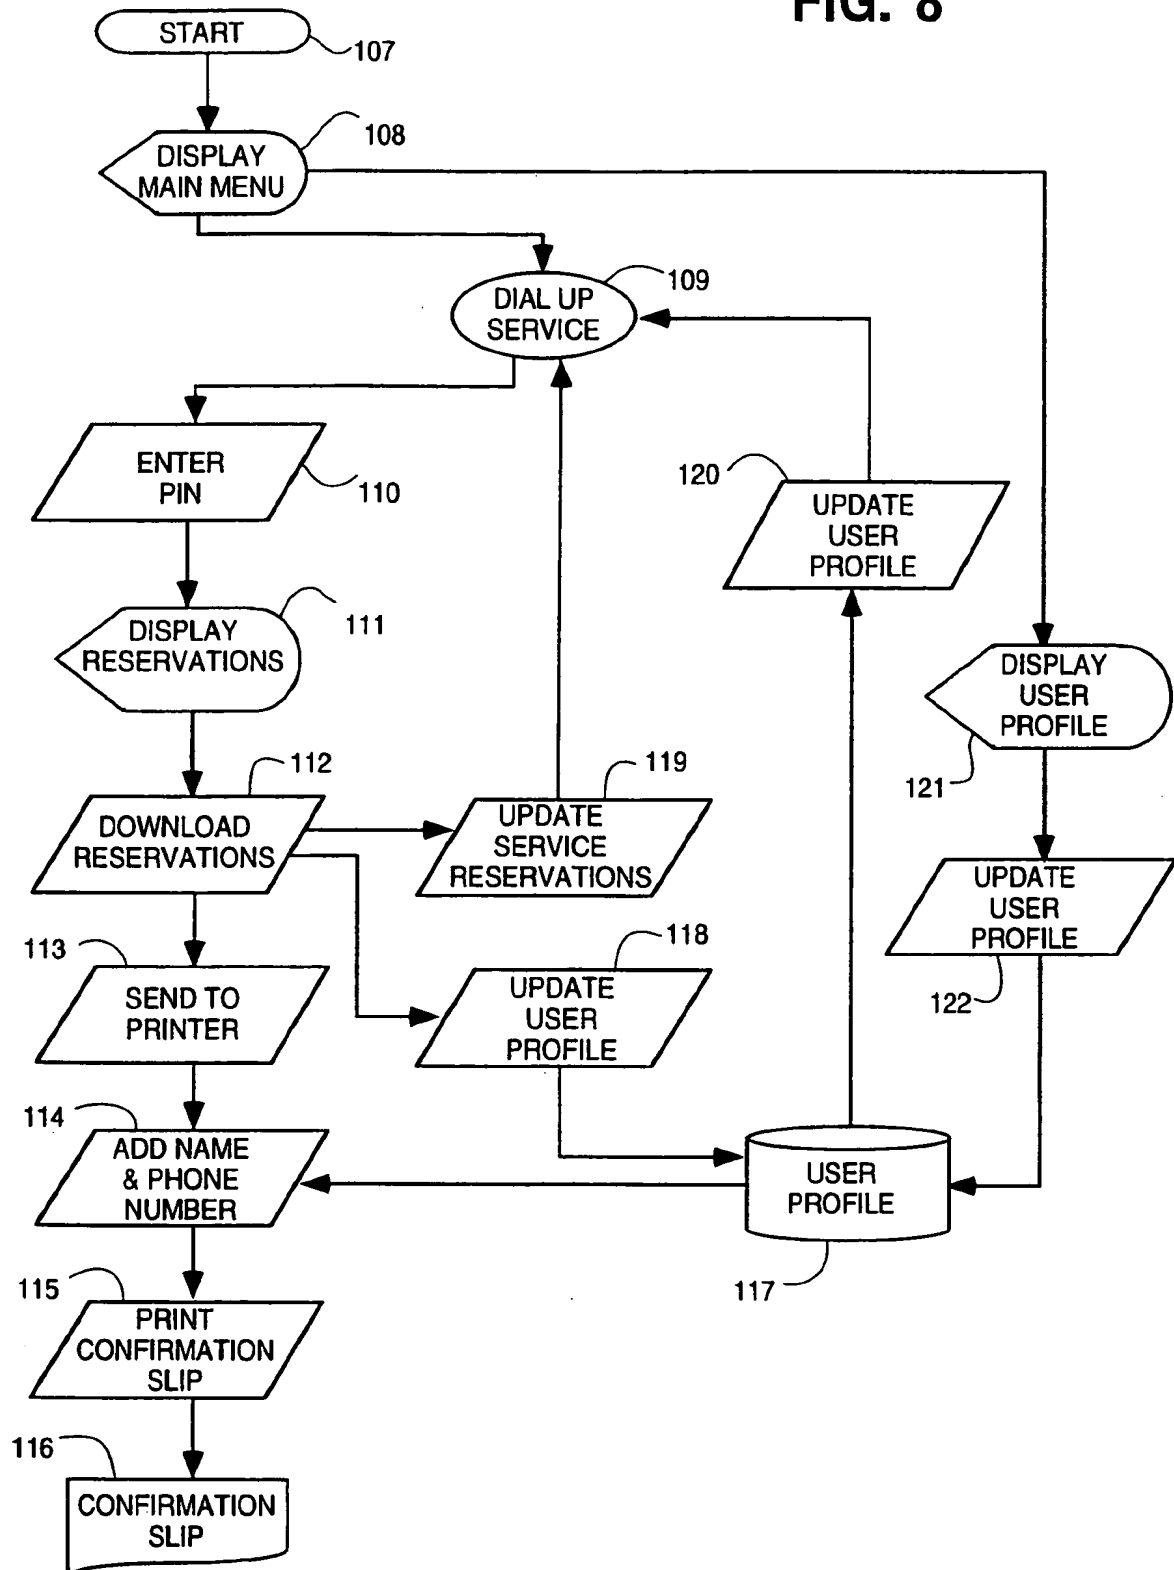 FIG. 8
START
107
108
DISPLAY
MAIN MENU
109
DIAL UP
SERVICE
ENTER
PIN
110
120
UPDATE
USER
PROFILE
111
DISPLAY
RESERVATIONS
DISPLAY
USER
PROFILE
121
112
DOWNLOAD
RESERVATIONS
119
UPDATE
SERVICE
RESERVATIONS
UPDATE
USER
PROFILE
122
113
SEND TO
PRINTER
118
UPDATE
USER
PROFILE
114
ADD NAME
& PHONE
NUMBER
USER
PROFILE
117
115
PRINT
CONFIRMATION
SLIP
116
CONFIRMATION
SLIP